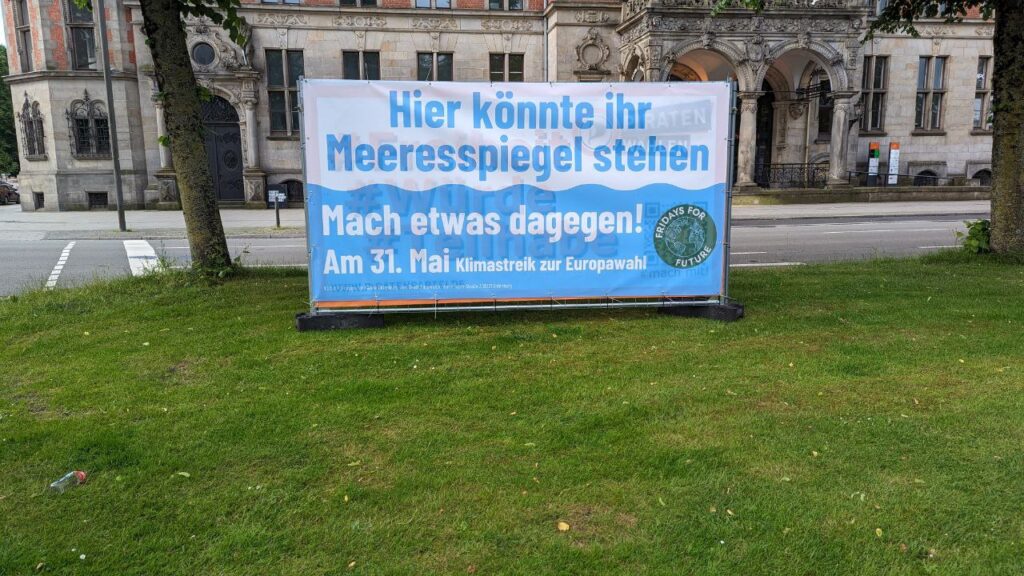 Hier könnte ihr
Meeresspiegel stehen
Mach etwas dagegen!
Am 31. Mai Klimastreik zur Europawahl
FRIDAYS FOR
FUTURE